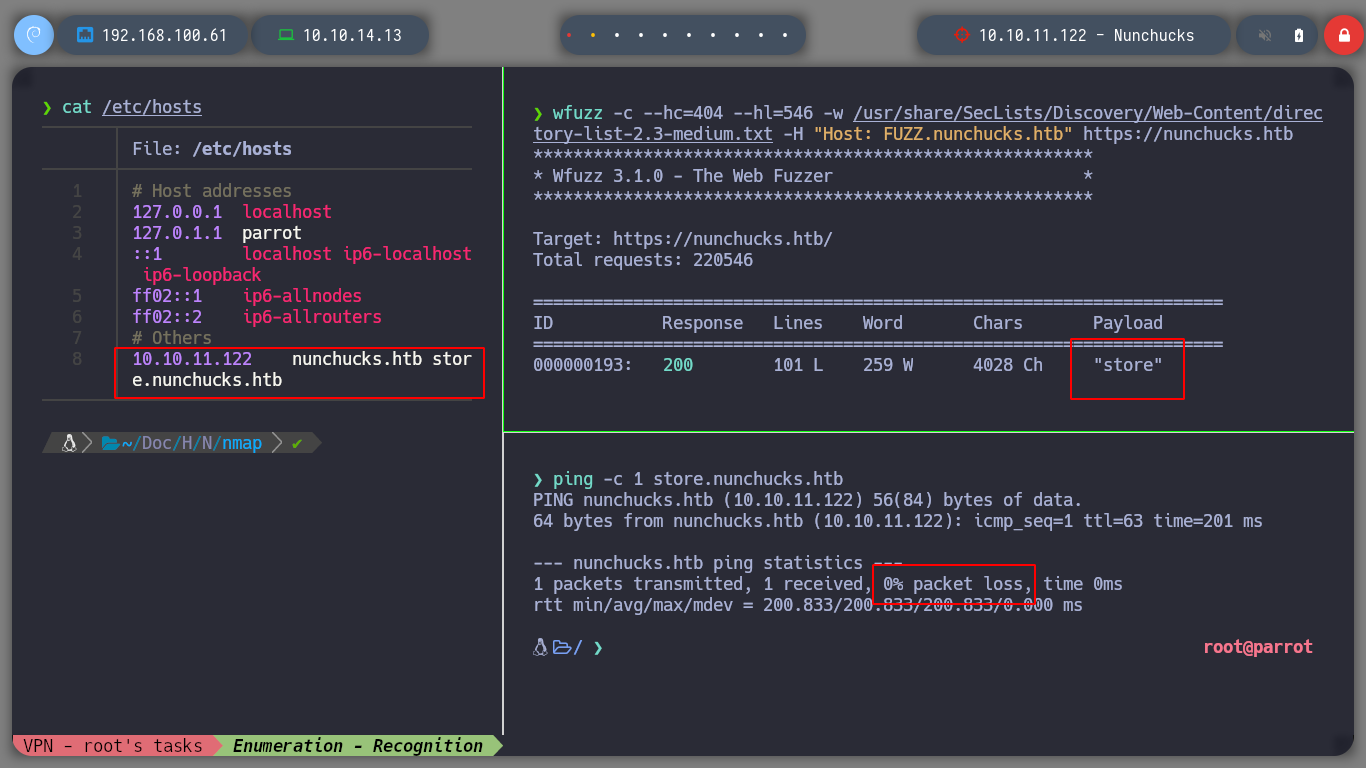 192.168.100.61
10.10.14.13
10.10.11.122 - Nunchucks
❯ cat /etc/hosts
File: /etc/hosts
1 # Host addresses
2 127.0.0.1 localhost
3 127.0.1.1 parrot
4 ::1 localhost ip6-localhost
ip6-loopback
5 ff02::1 ip6-allnodes
6 ff02::2 ip6-allrouters
7 # Others
8 10.10.11.122 nunchucks.htb stor
e.nunchucks.htb
~/Doc/H/N/nmap ✔
❯ wfuzz -c --hc=404 --hl=546 -w /usr/share/SecLists/Discovery/Web-Content/direc
tory-list-2.3-medium.txt -H "Host: FUZZ.nunchucks.htb" https://nunchucks.htb
********************************************************
* Wfuzz 3.1.0 - The Web Fuzzer *
********************************************************
Target: https://nunchucks.htb/
Total requests: 220546
=====================================================================
ID Response Lines Word Chars Payload
=====================================================================
000000193: 200 101 L 259 W 4028 Ch "store"
❯ ping -c 1 store.nunchucks.htb
PING nunchucks.htb (10.10.11.122) 56(84) bytes of data.
64 bytes from nunchucks.htb (10.10.11.122): icmp_seq=1 ttl=63 time=201 ms
--- nunchucks.htb ping statistics ---
1 packets transmitted, 1 received, 0% packet loss, time 0ms
rtt min/avg/max/mdev = 200.833/200.833/200.833/0.000 ms
/ ❯ root@parrot
VPN - root's tasks Enumeration - Recognition